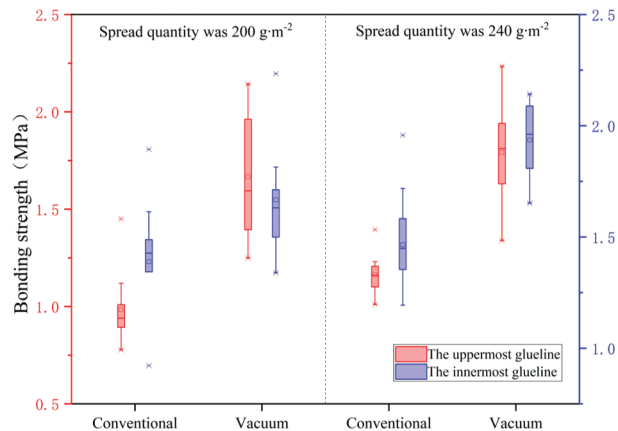 Spread quantity was 200 g·m-2
Spread quantity was 240 g·m-2
Bonding strength（MPa）
2.5
2.0
1.5
1.0
0.5
2.5
2.0
1.5
1.0
The uppermost glueline
The innermost glueline
Conventional
Vacuum
Conventional
Vacuum